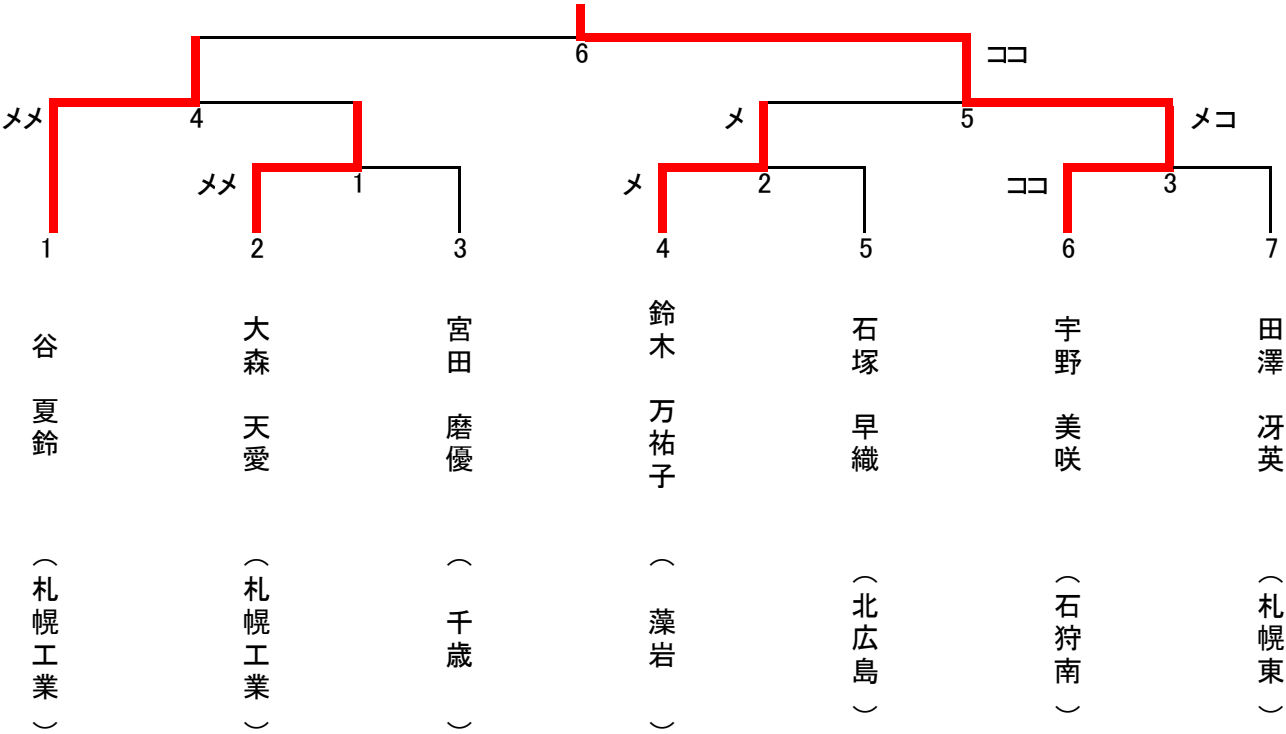 6
ココ
メメ
4
メ
5
メコ
メメ
1
メ
2
ココ
3
1
2
3
4
5
6
7
谷 夏鈴 （札幌工業）
大森 天愛 （札幌工業）
宮田 磨優 （ 千歳 ）
鈴木 万祐子 （ 藻岩 ）
石塚 早織 （北広島）
宇野 美咲 （石狩南）
田澤 冴英 （札幌東）